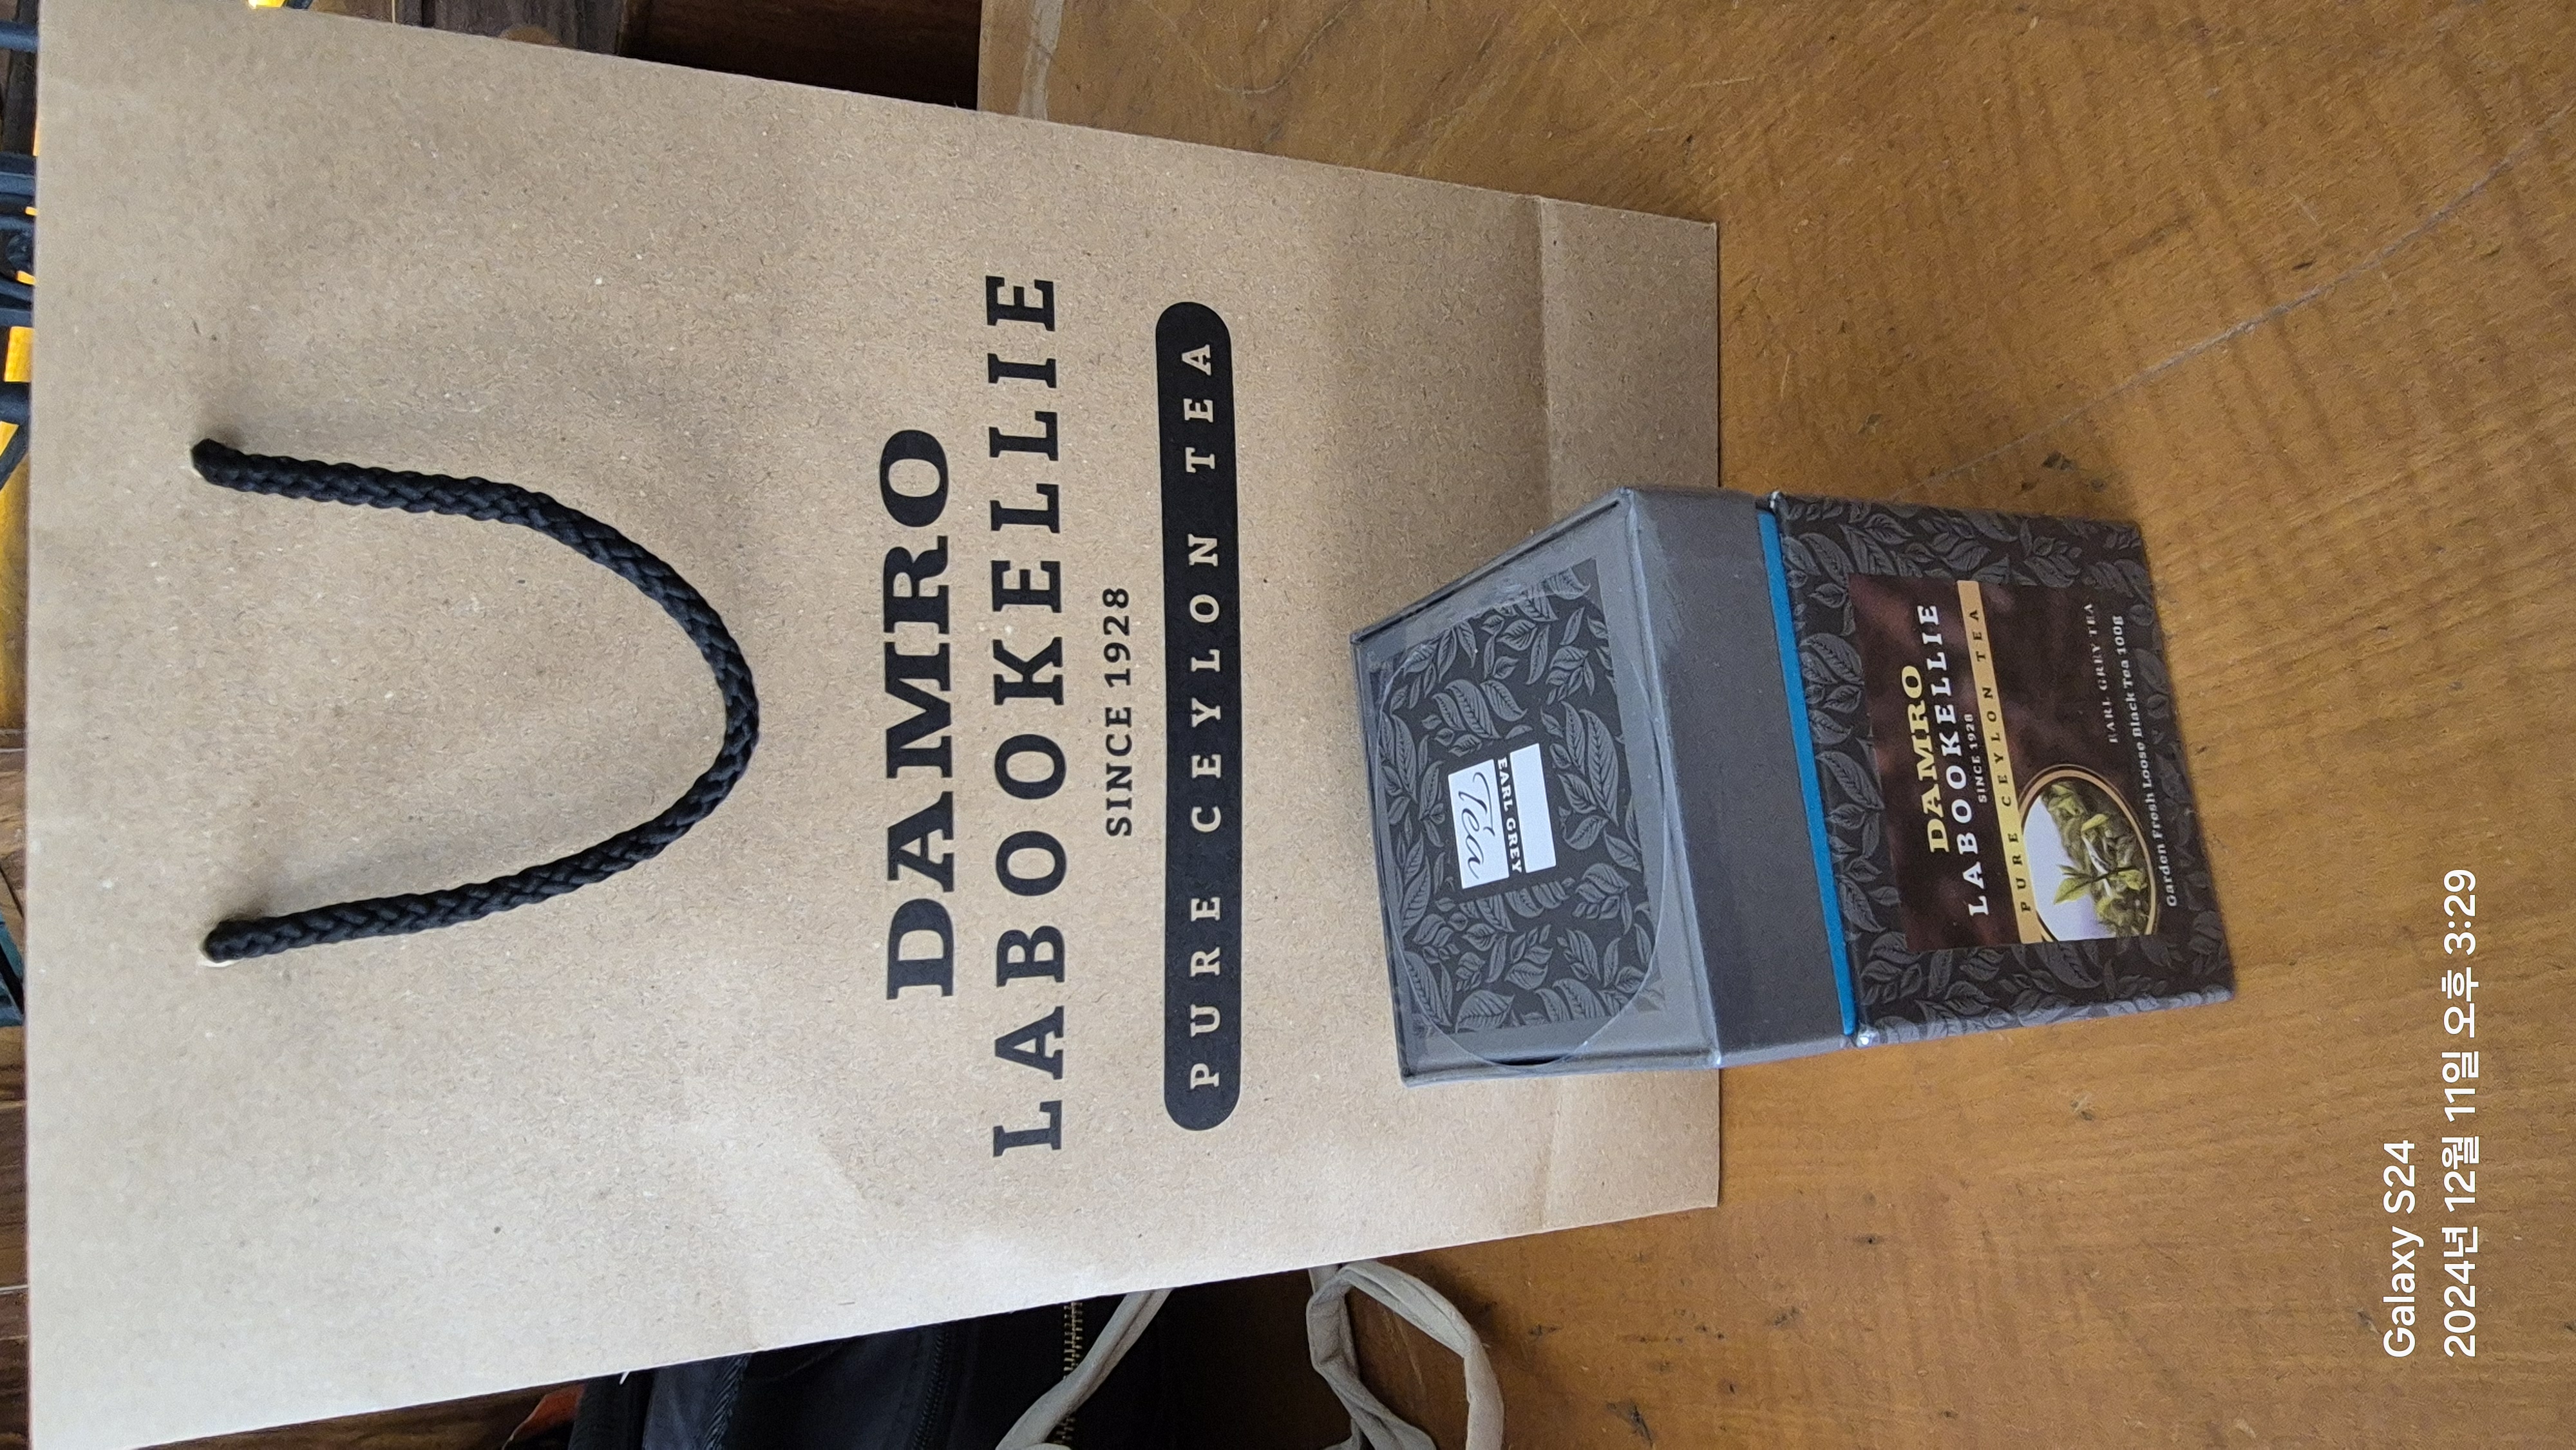 DAMRO
LABOOKELLIE
SINCE 1928
PURE CEYLON TEA
Tea
EARL GREY
DAMRO
LABOOKELLIE
SINCE 1928
PURE CEYLON TEA
EARL GREY TEA
Garden Fresh Loose Black Tea 100g
Galaxy S24
2024년 12월 11일 오후 3:29